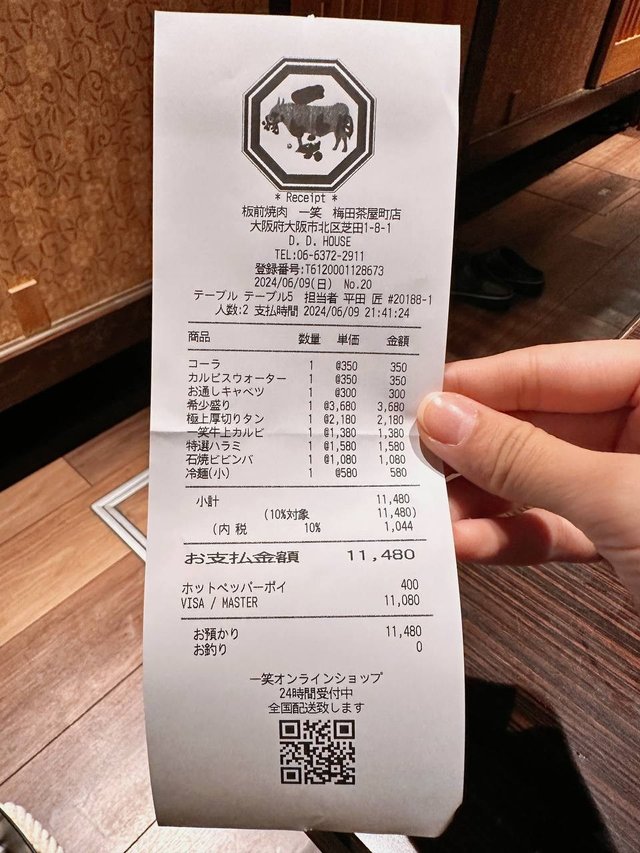 * Receipt *
板前焼肉 一笑 梅田茶屋町店
大阪府大阪市北区芝田1-8-1
D. D. HOUSE
TEL:06-6372-2911
登録番号:T6120001128673
2024/06/09(日) No.20
テーブル テーブル5 担当者 平田 匠 #20188-1
人数:2 支払時間 2024/06/09 21:41:24
商品 数量 単価 金額
コーラ 1 @350 350
カルピスウォーター 1 @350 350
お通しキャベツ 1 @300 300
希少盛り 1 @3,680 3,680
極上厚切りタン 1 @2,180 2,180
一笑牛上カルビ 1 @1,380 1,380
特選ハラミ 1 @1,580 1,580
石焼ビビンバ 1 @1,080 1,080
冷麺(小) 1 @580 580
小計 11,480
(10%対象 11,480)
(内 税 10% 1,044
お支払金額 11,480
ホットペッパーポイ 400
VISA / MASTER 11,080
お預かり 11,480
お釣り 0
一笑オンラインショップ
24時間受付中
全国配送致します